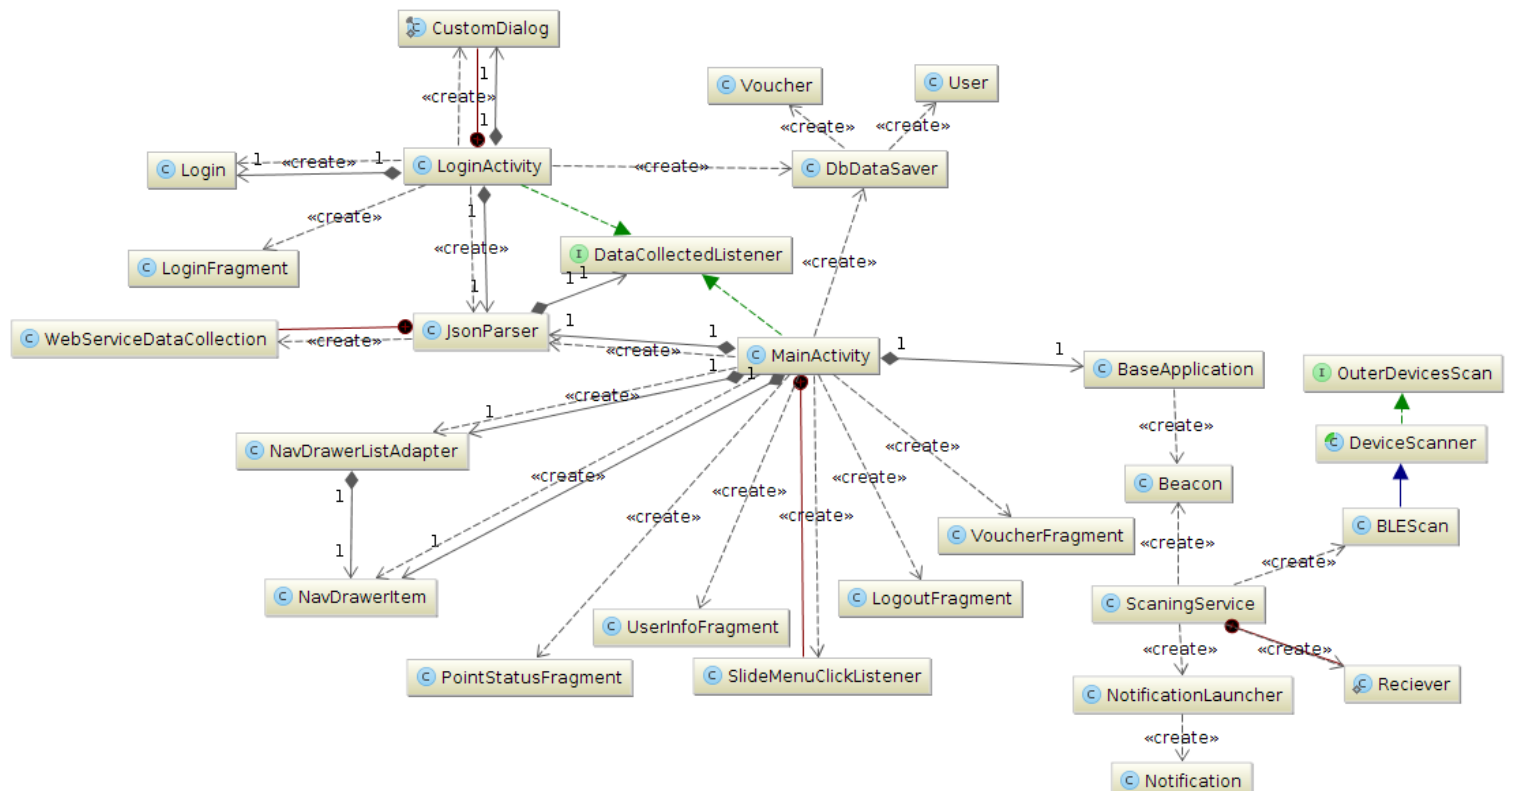 C CustomDialog
1
«create»
1
C Voucher
C User
«create»
«create»
C Login
1
«create»
1
C LoginActivity
«create»
C DbDataSaver
1
«create»
C LoginFragment
«create»
I DataCollectedListener
1
1
«create»
1
C WebServiceDataCollection
«create»
C JsonParser
1
1
«create»
C MainActivity
1
1
C BaseApplication
I OuterDevicesScan
1
1
«create»
1
C NavDrawerListAdapter
«create»
«create»
C DeviceScanner
1
«create»
«create»
«create»
C Beacon
«create»
«create»
C VoucherFragment
C BLEScan
1
1
«create»
«create»
C NavDrawerItem
C LogoutFragment
C ScaningService
C UserInfoFragment
«create»
«create»
C PointStatusFragment
C SlideMenuClickListener
C NotificationLauncher
C Reciever
«create»
C Notification